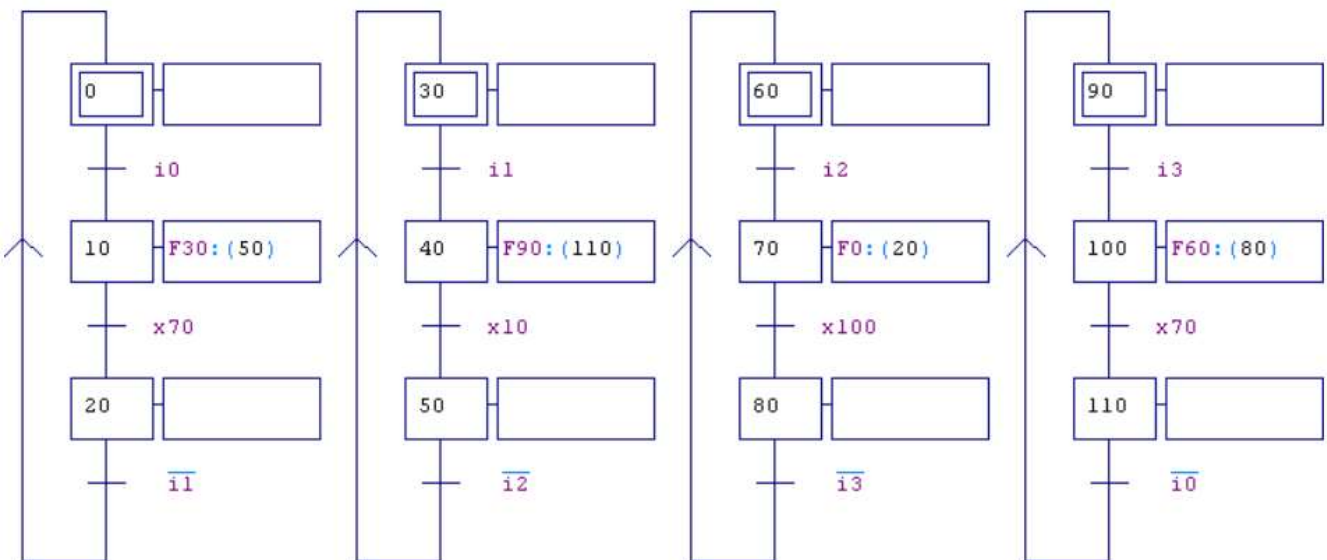 0 30 60 90
i0 i1 i2 i3
10 F30:(50) 40 F90:(110) 70 F0:(20) 100 F60:(80)
x70 x10 x100 x70
20 50 80 110
i1 i2 i3 i0